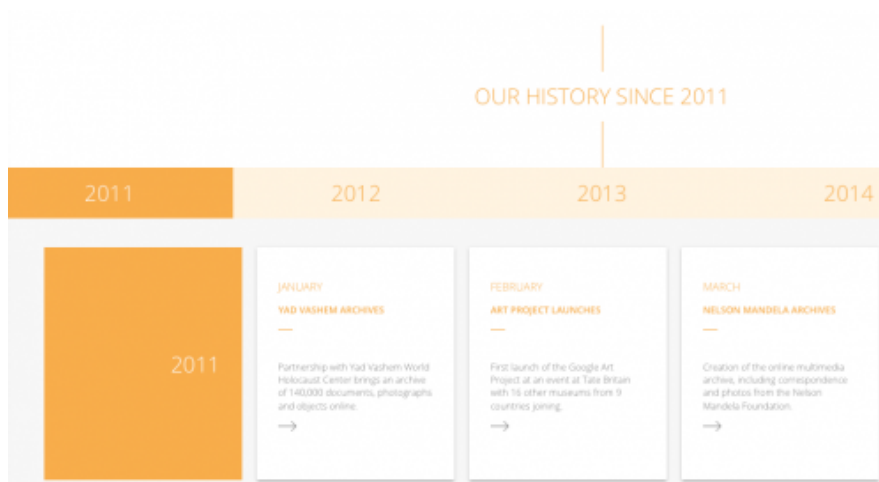 OUR HISTORY SINCE 2011
2011
2012
2013
2014
2011
JANUARY
YAD VASHEM ARCHIVES
Partnership with Yad Vashem World
Holocaust Center brings an archive
of 140,000 documents, photographs
and objects online.
FEBRUARY
ART PROJECT LAUNCHES
First launch of the Google Art
Project at an event at Tate Britain
with 16 other museums from 9
countries joining.
MARCH
NELSON MANDELA ARCHIVES
Creation of the online multimedia
archive, including correspondence
and photos from the Nelson
Mandela Foundation.